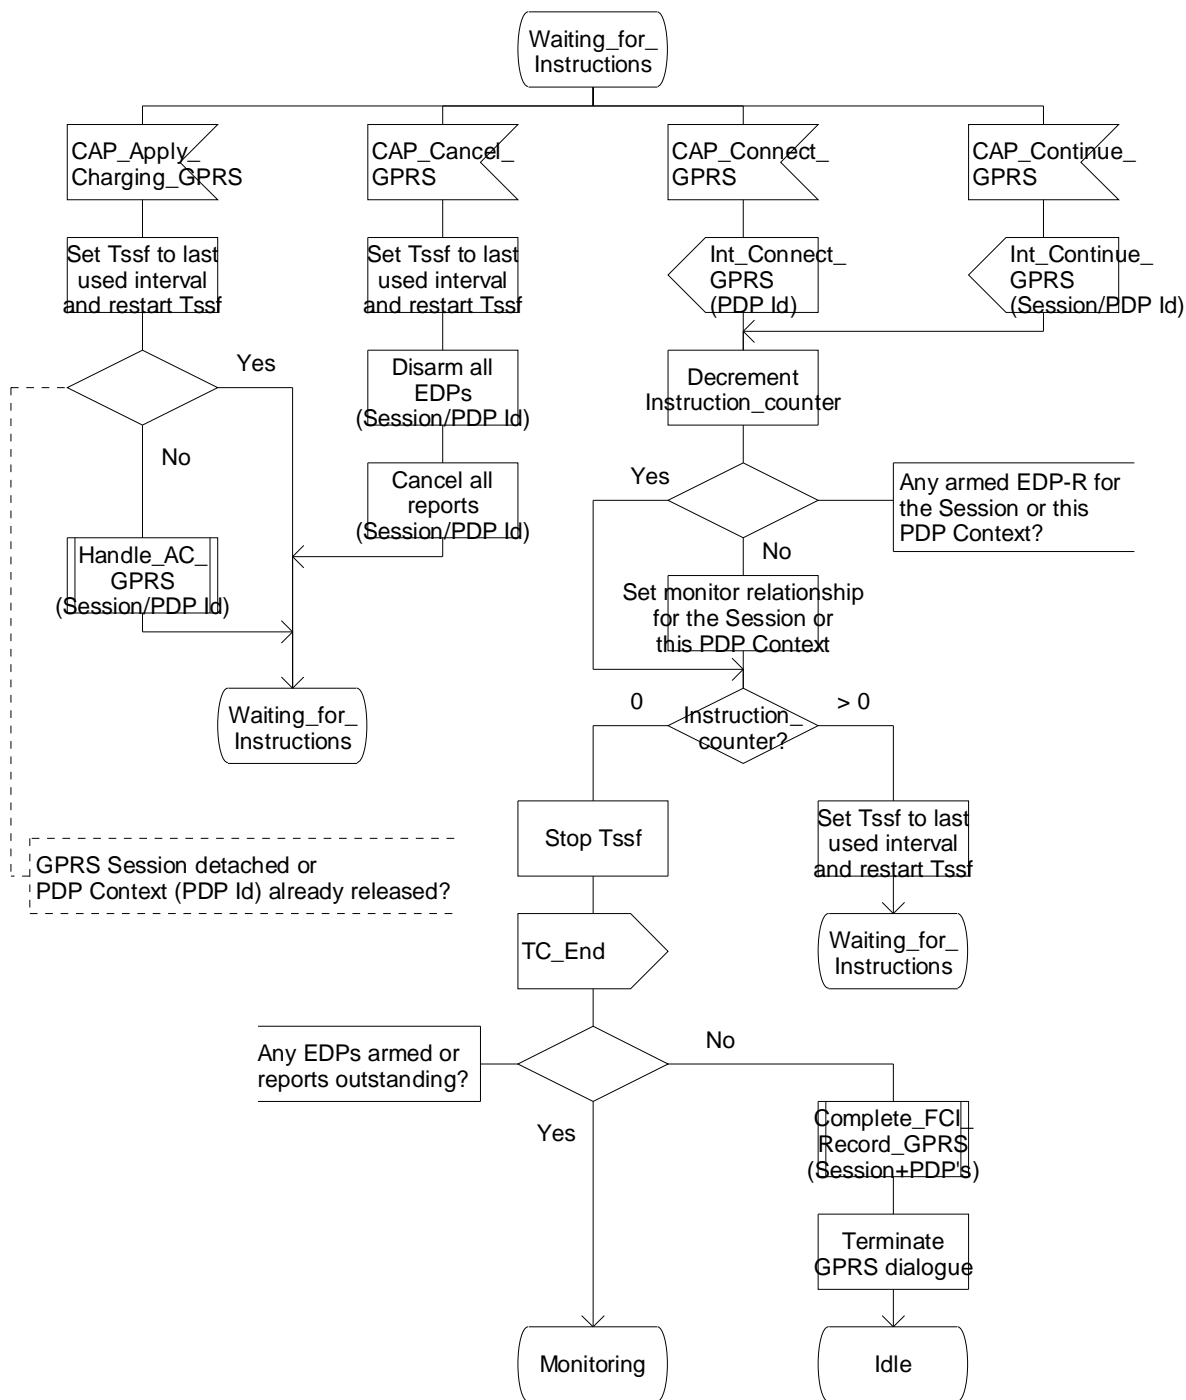 Waiting_for_
Instructions
CAP_Apply_
Charging_GPRS
CAP_Cancel_
GPRS
CAP_Connect_
GPRS
CAP_Continue_
GPRS
Set Tssf to last
used interval
and restart Tssf
Set Tssf to last
used interval
and restart Tssf
Int_Connect_
GPRS
(PDP Id)
Int_Continue_
GPRS
(Session/PDP Id)
Yes
No
Disarm all
EDPs
(Session/PDP Id)
Decrement
Instruction_counter
Cancel all
reports
(Session/PDP Id)
Yes
No
Any armed EDP-R for
the Session or this
PDP Context?
Handle_AC_
GPRS
(Session/PDP Id)
Set monitor relationship
for the Session or
this PDP Context
Waiting_for_
Instructions
0
Instruction_
counter?
> 0
Stop Tssf
Set Tssf to last
used interval
and restart Tssf
GPRS Session detached or
PDP Context (PDP Id) already released?
TC_End
Waiting_for_
Instructions
Any EDPs armed or
reports outstanding?
No
Yes
Complete_FCI_
Record_GPRS
(Session+PDP's)
Terminate
GPRS dialogue
Monitoring
Idle